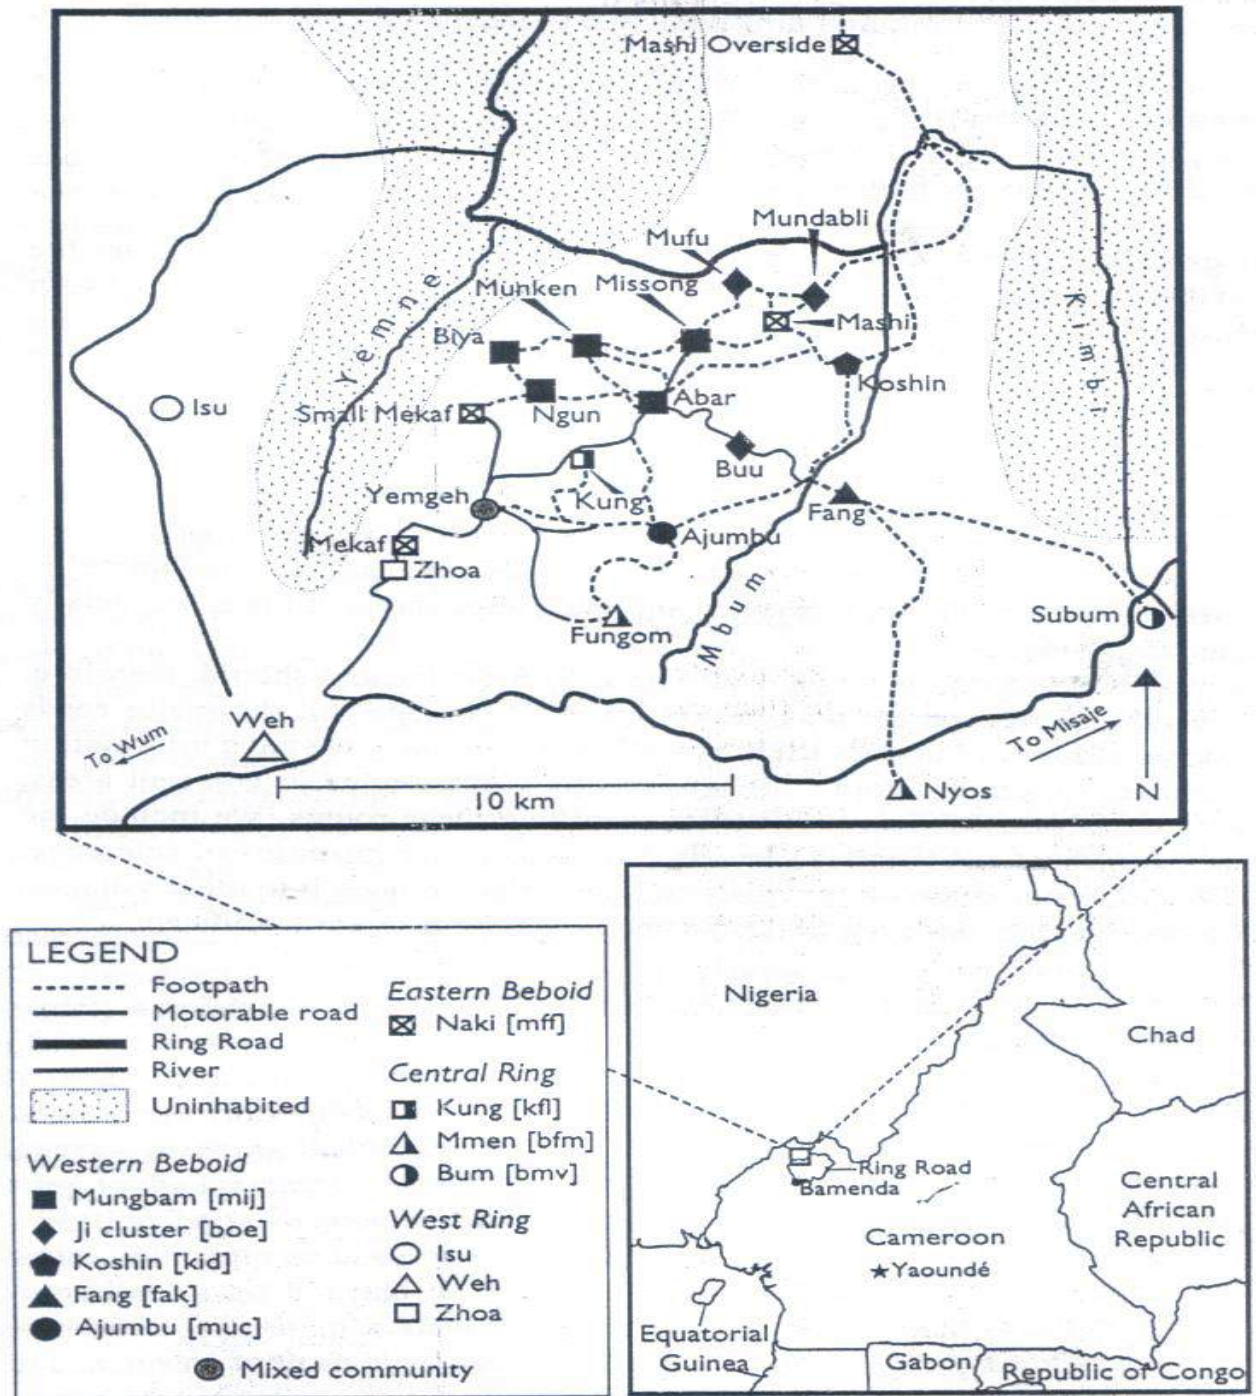 Mashi Overside
Mundabli
Mufu
Missong
Munken
Yemne
Kimbi
Biya
Mashi
Koshin
Isu
Small Mekaf
Ngun
Abar
Buu
Yemgeh
Kung
Fang
Mekaf
Ajumbu
Zhoa
Mbum
Fungom
Subum
Weh
To Wum
To Misaje
10 km
Nyos
N
LEGEND
Footpath
Motorable road
Ring Road
River
Uninhabited
Western Beboid
Mungbam [mij]
Ji cluster [boe]
Koshin [kid]
Fang [fak]
Ajumbu [muc]
Mixed community
Eastern Beboid
Naki [mff]
Central Ring
Kung [kfl]
Mmen [bfm]
Bum [bmv]
West Ring
Isu
Weh
Zhoa
Nigeria
Chad
Ring Road
Bamenda
Central
African
Republic
Cameroon
Yaoundé
Equatorial
Guinea
Gabon
Republic of Congo